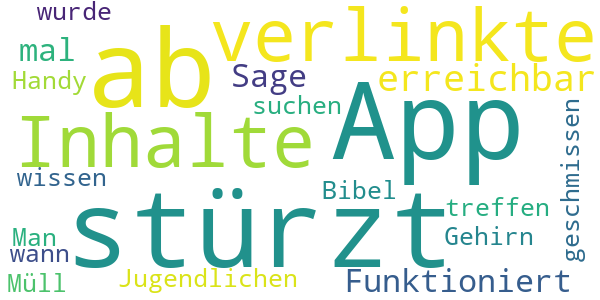 wurde
verlinkte
mal
ab
Sage
erreichbar
Handy
suchen
App
Inhalte
geschmissen
wissen
Bibel
stürzt
treffen
Man
Gehirn
wann
Müll
Jugendlichen
Funktioniert